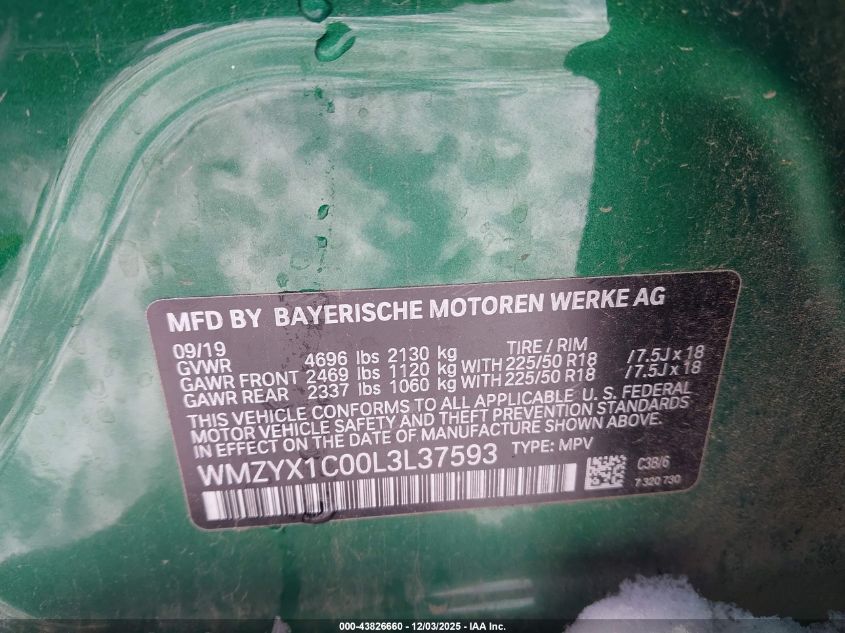 MFD BY BAYERISCHE MOTOREN WERKE AG
09/19 TIRE / RIM
GVWR 4696 lbs 2130 kg
GAWR FRONT 2469 lbs 1120 kg WITH 225/50 R18 /7.5J x 18
GAWR REAR 2337 lbs 1060 kg WITH 225/50 R18 /7.5J x 18
THIS VEHICLE CONFORMS TO ALL APPLICABLE U. S. FEDERAL
MOTOR VEHICLE SAFETY AND THEFT PREVENTION STANDARDS
IN EFFECT ON THE DATE OF MANUFACTURE SHOWN ABOVE.
WMZYX1C00L3L37593 TYPE: MPV
C3B/6
7 320 730
000-43826660 - 12/03/2025 - IAA Inc.